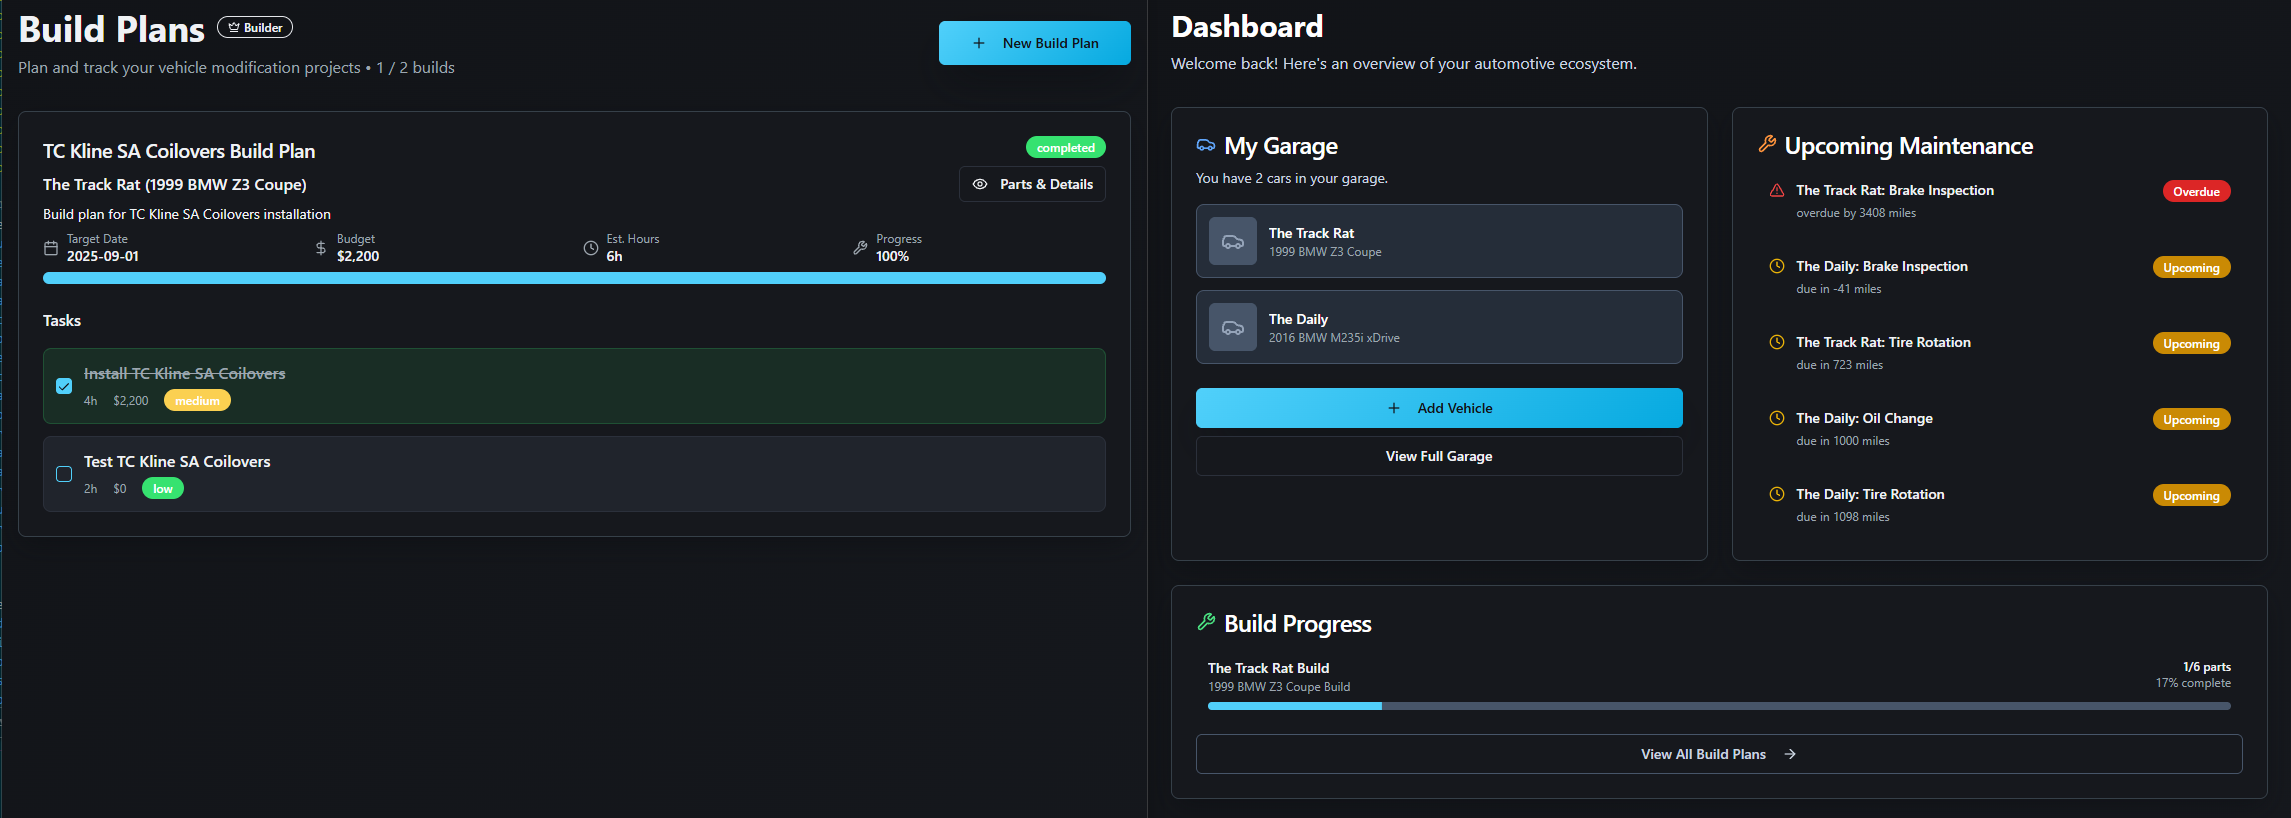 Build Plans
Builder
New Build Plan
Plan and track your vehicle modification projects • 1 / 2 builds
TC Kline SA Coilovers Build Plan
completed
The Track Rat (1999 BMW Z3 Coupe)
Parts & Details
Build plan for TC Kline SA Coilovers installation
Target Date
2025-09-01
Budget
$2,200
Est. Hours
6h
Progress
100%
Tasks
Install TC Kline SA Coilovers
4h $2,200 medium
Test TC Kline SA Coilovers
2h $0 low
Dashboard
Welcome back! Here's an overview of your automotive ecosystem.
My Garage
You have 2 cars in your garage.
The Track Rat
1999 BMW Z3 Coupe
The Daily
2016 BMW M235i xDrive
Add Vehicle
View Full Garage
Upcoming Maintenance
The Track Rat: Brake Inspection
Overdue
overdue by 3408 miles
The Daily: Brake Inspection
Upcoming
due in -41 miles
The Track Rat: Tire Rotation
Upcoming
due in 723 miles
The Daily: Oil Change
Upcoming
due in 1000 miles
The Daily: Tire Rotation
Upcoming
due in 1098 miles
Build Progress
The Track Rat Build
1/6 parts
1999 BMW Z3 Coupe Build
17% complete
View All Build Plans